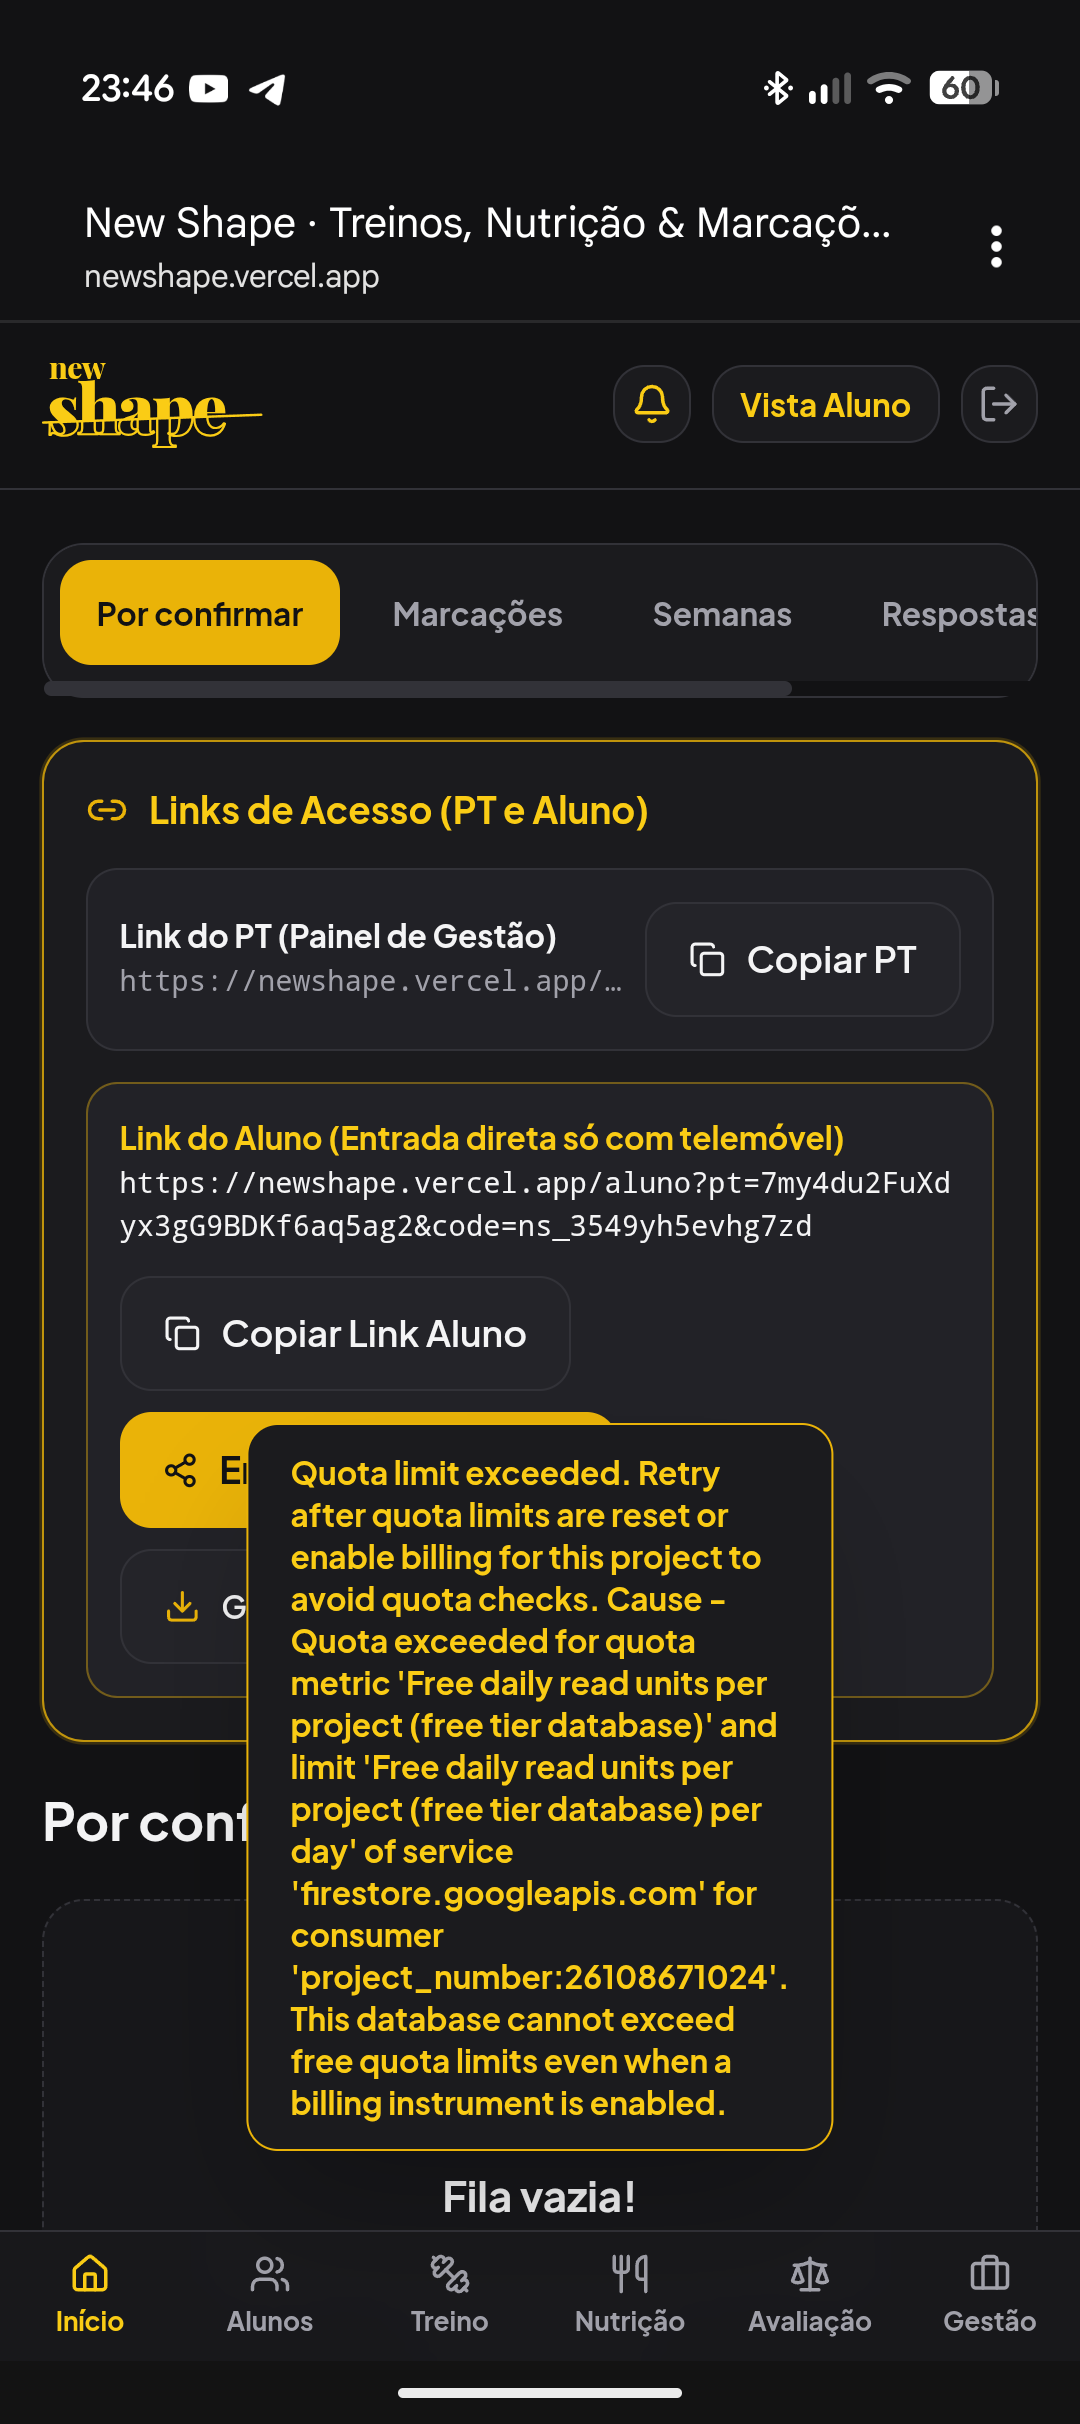 23:46
60
New Shape · Treinos, Nutrição & Marcaçõ...
newshape.vercel.app
new
shape
Vista Aluno
Por confirmar
Marcações
Semanas
Respostas
Links de Acesso (PT e Aluno)
Link do PT (Painel de Gestão)
https://newshape.vercel.app/…
Copiar PT
Link do Aluno (Entrada direta só com telemóvel)
https://newshape.vercel.app/aluno?pt=7my4du2FuXd
yx3gG9BDKf6aq5ag2&code=ns_3549yh5evhg7zd
Copiar Link Aluno
Quota limit exceeded. Retry
after quota limits are reset or
enable billing for this project to
avoid quota checks. Cause –
Quota exceeded for quota
metric 'Free daily read units per
project (free tier database)' and
limit 'Free daily read units per
project (free tier database) per
day' of service
'firestore.googleapis.com' for
consumer
'project_number:26108671024'.
This database cannot exceed
free quota limits even when a
billing instrument is enabled.
Por conf
Fila vazia!
Início
Alunos
Treino
Nutrição
Avaliação
Gestão